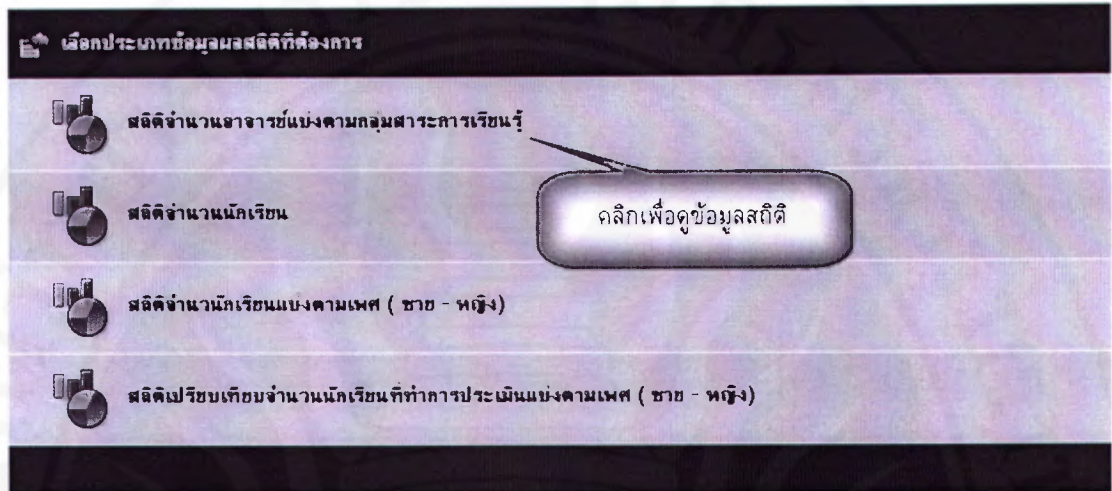 เลือกประเภทข้อมูลผลสถิติที่ต้องการ
สถิติจำนวนอาจารย์แบ่งตามกลุ่มสาระการเรียนรู้
คลิกเพื่อดูข้อมูลสถิติ
สถิติจำนวนนักเรียน
สถิติจำนวนักเรียนแบ่งตามเพศ ( ชาย - หญิง)
สถิติเปรียบเทียบจำนวนนักเรียนที่ทำการประเมินแบ่งตามเพศ ( ชาย - หญิง)